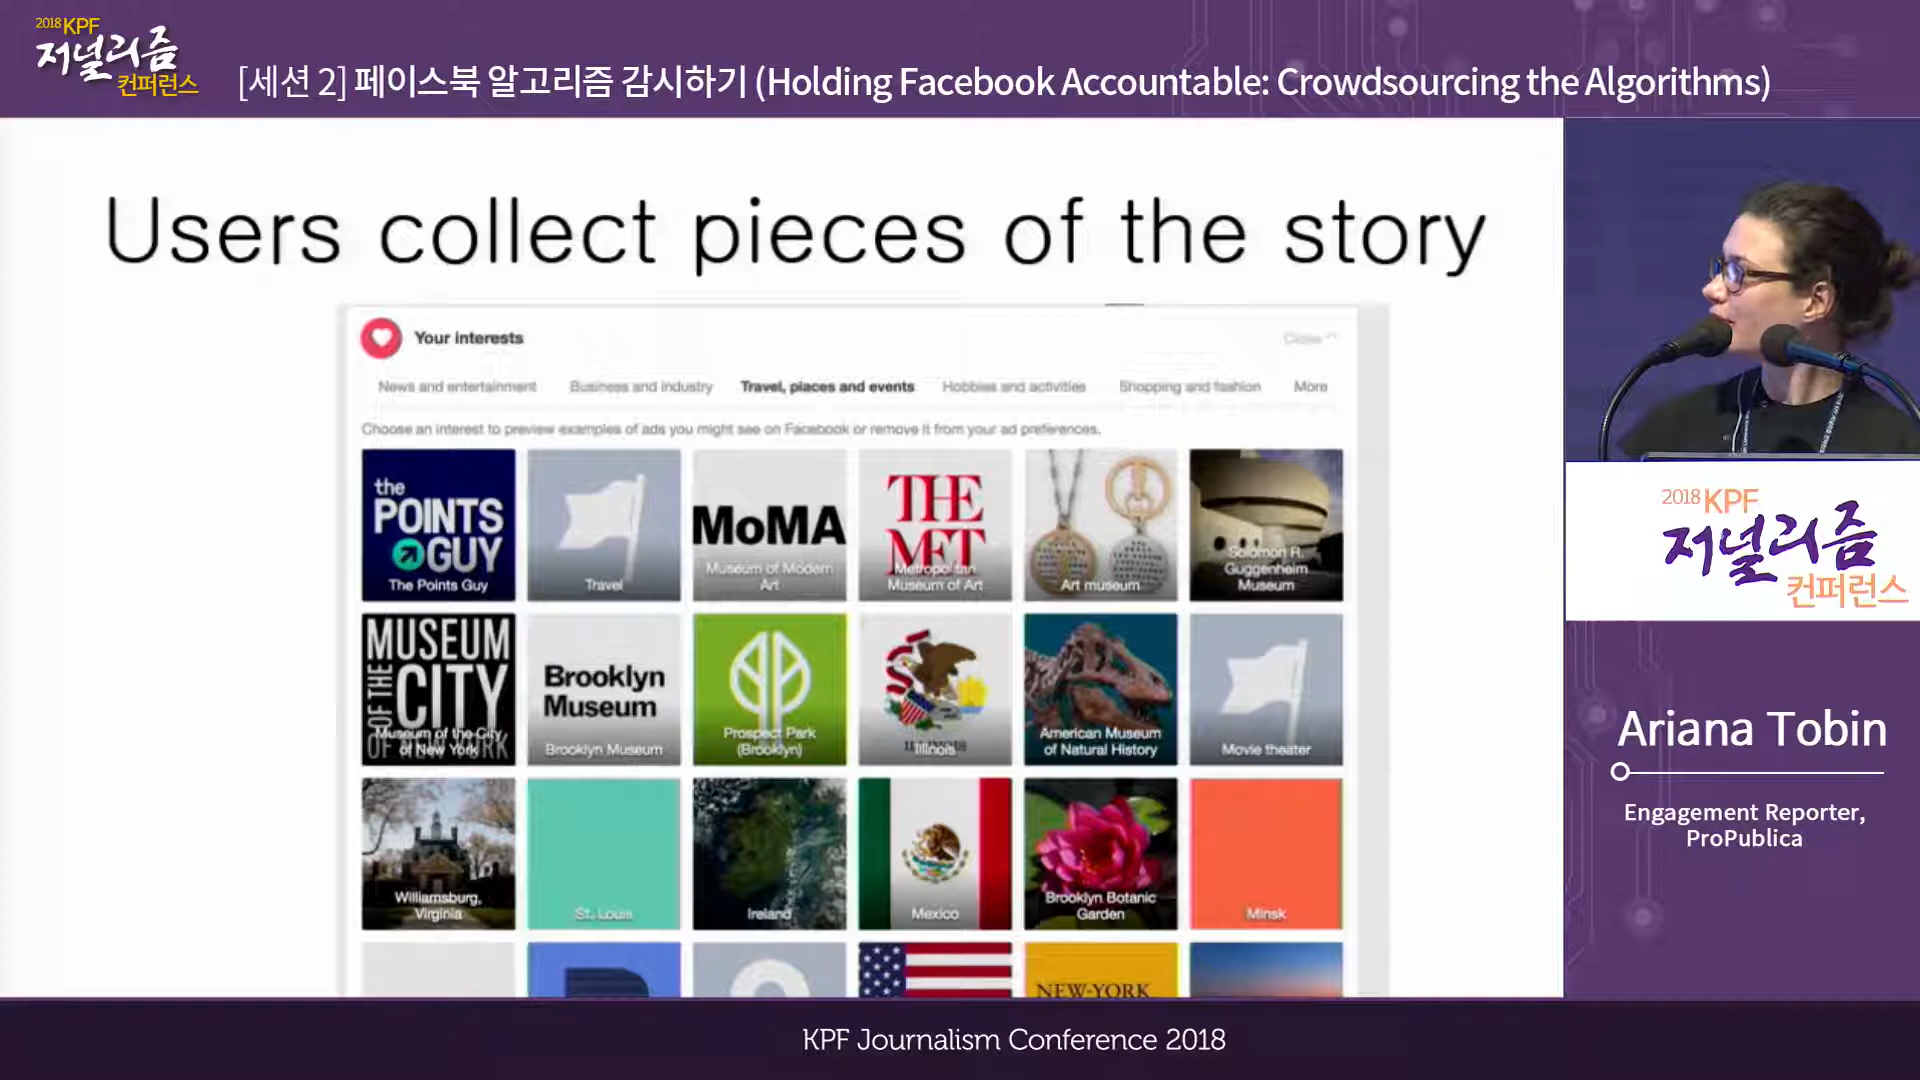 2018 KPF
저널리즘
컨퍼런스
[세션 2] 페이스북 알고리즘 감시하기 (Holding Facebook Accountable: Crowdsourcing the Algorithms)
Users collect pieces of the story
Your interests
Close
News and entertainment
Business and industry
Travel, places and events
Hobbies and activities
Shopping and fashion
More
Choose an interest to preview examples of ads you might see on Facebook or remove it from your ad preferences.
the
POINTS
GUY
The Points Guy
Travel
MoMA
Museum of Modern
Art
THE
MET
Metropolitan
Museum of Art
Art museum
Solomon R.
Guggenheim
Museum
MUSEUM
OF THE CITY
OF NEW YORK
Museum of the City
of New York
Brooklyn
Museum
Brooklyn Museum
Prospect Park
(Brooklyn)
ILLINOIS
Illinois
American Museum
of Natural History
Movie theater
Williamsburg,
Virginia
St. Louis
Ireland
Mexico
Brooklyn Botanic
Garden
Minsk
NEW-YORK
2018 KPF
저널리즘
컨퍼런스
Ariana Tobin
Engagement Reporter,
ProPublica
KPF Journalism Conference 2018